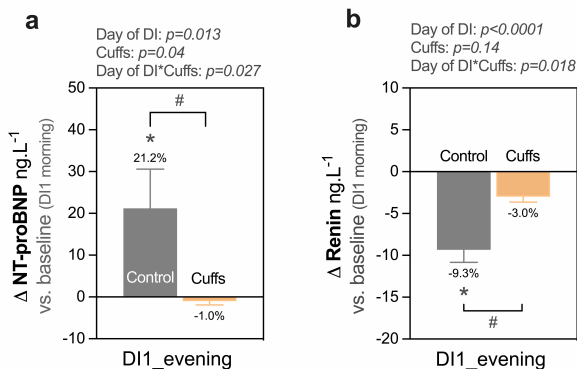 a
Day of DI: p=0.013
Cuffs: p=0.04
Day of DI*Cuffs: p=0.027
Δ NT-proBNP ng.L⁻¹
vs. baseline (DI1 morning)
50
40
30
20
10
0
-10
#
*
21.2%
Control
Cuffs
-1.0%
DI1_evening
b
Day of DI: p<0.0001
Cuffs: p=0.14
Day of DI*Cuffs: p=0.018
Δ Renin ng.L⁻¹
vs. baseline (DI1 morning)
10
5
0
-5
-10
-15
-20
Control
Cuffs
-3.0%
-9.3%
*
#
DI1_evening